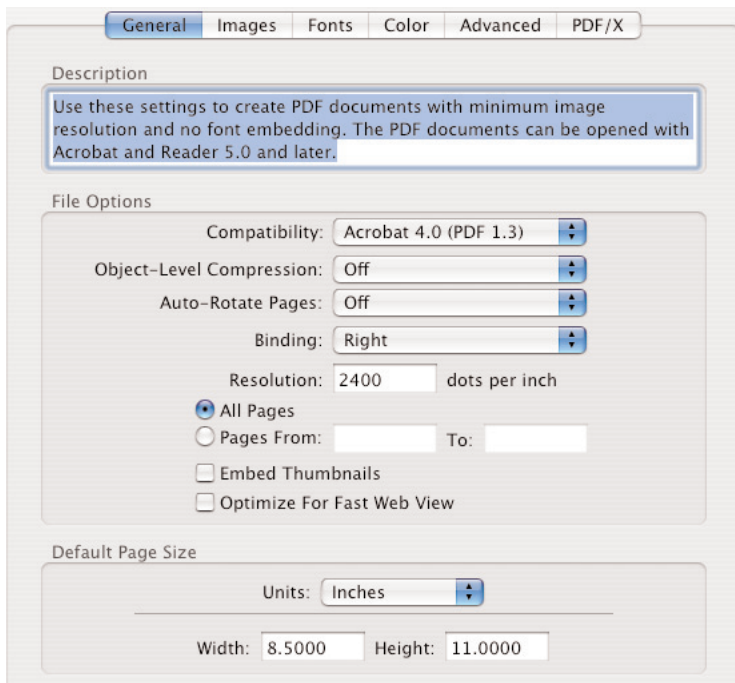 General Images Fonts Color Advanced PDF/X
Description
Use these settings to create PDF documents with minimum image
resolution and no font embedding. The PDF documents can be opened with
Acrobat and Reader 5.0 and later.
File Options
Compatibility: Acrobat 4.0 (PDF 1.3)
Object-Level Compression: Off
Auto-Rotate Pages: Off
Binding: Right
Resolution: 2400 dots per inch
All Pages
Pages From: To:
Embed Thumbnails
Optimize For Fast Web View
Default Page Size
Units: Inches
Width: 8.5000 Height: 11.0000